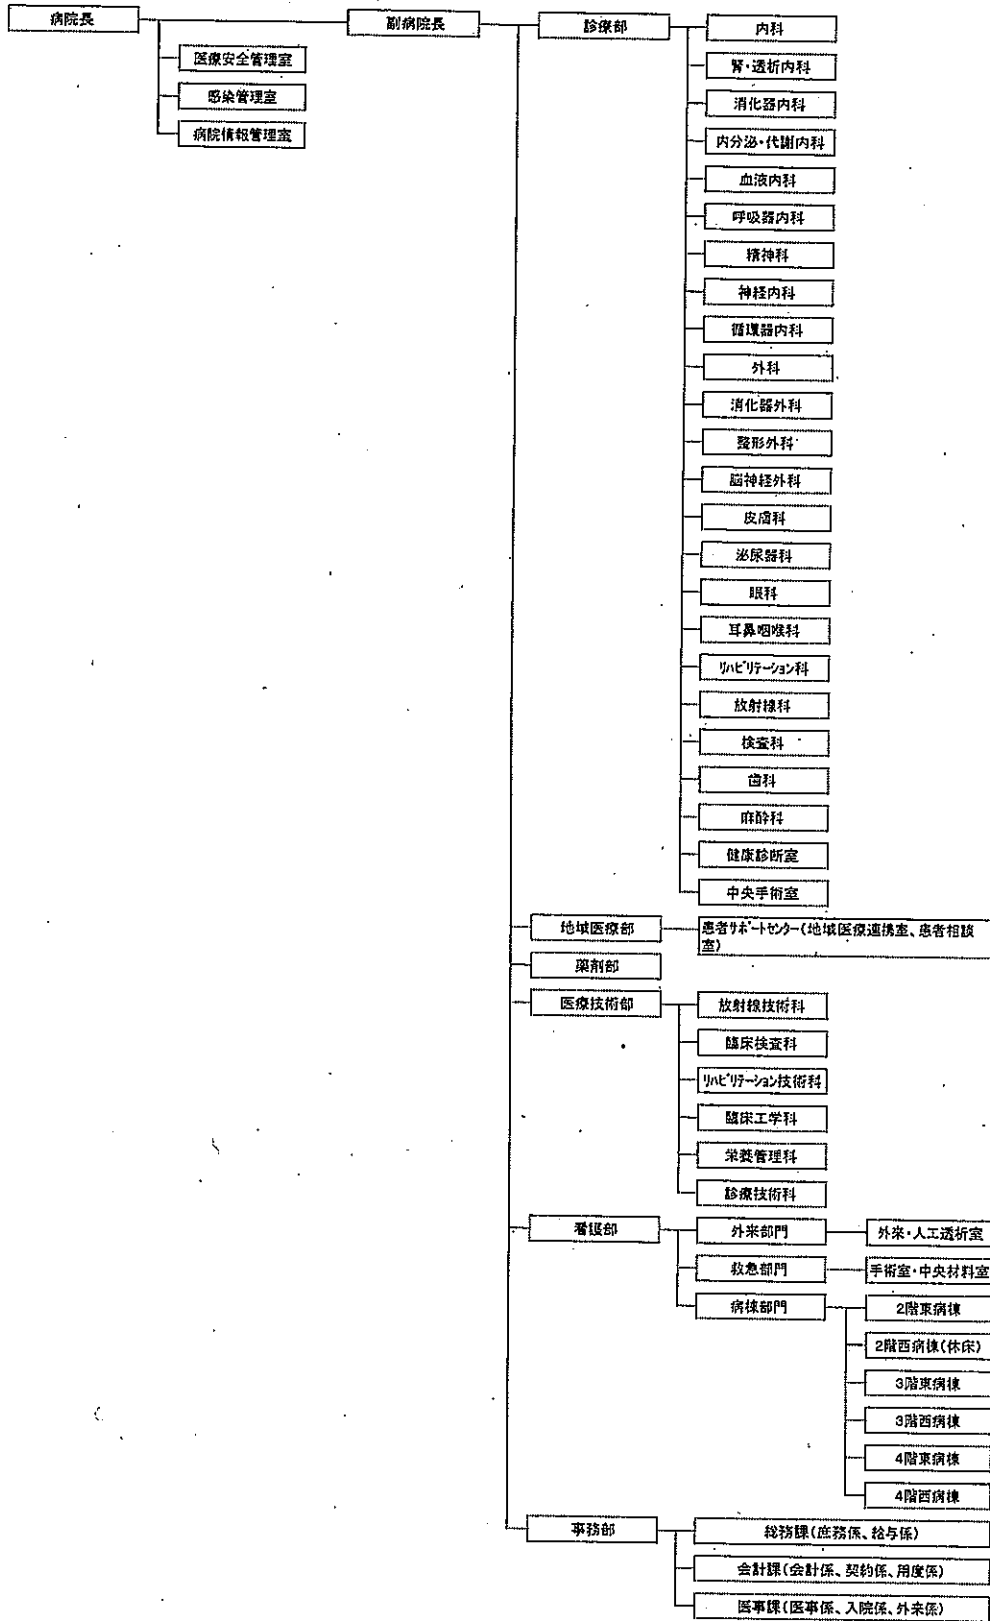 病院長
副病院長
診療部
内科
医療安全管理室
感染管理室
病院情報管理室
腎・透析内科
消化器内科
内分泌・代謝内科
血液内科
呼吸器内科
精神科
神経内科
循環器内科
外科
消化器外科
整形外科
脳神経外科
皮膚科
泌尿器科
眼科
耳鼻咽喉科
リハビリテーション科
放射線科
検査科
歯科
麻酔科
健康診断室
中央手術室
地域医療部
患者サポートセンター(地域医療連携室、患者相談
室)
薬剤部
医療技術部
放射線技術科
臨床検査科
リハビリテーション技術科
臨床工学科
栄養管理科
診療技術科
看護部
外来部門
外来・人工透析室
救急部門
手術室・中央材料室
病棟部門
2階東病棟
2階西病棟(休床)
3階東病棟
3階西病棟
4階東病棟
4階西病棟
事務部
総務課(庶務係、給与係)
会計課(会計係、契約係、用度係)
医事課(医事係、入院係、外来係)